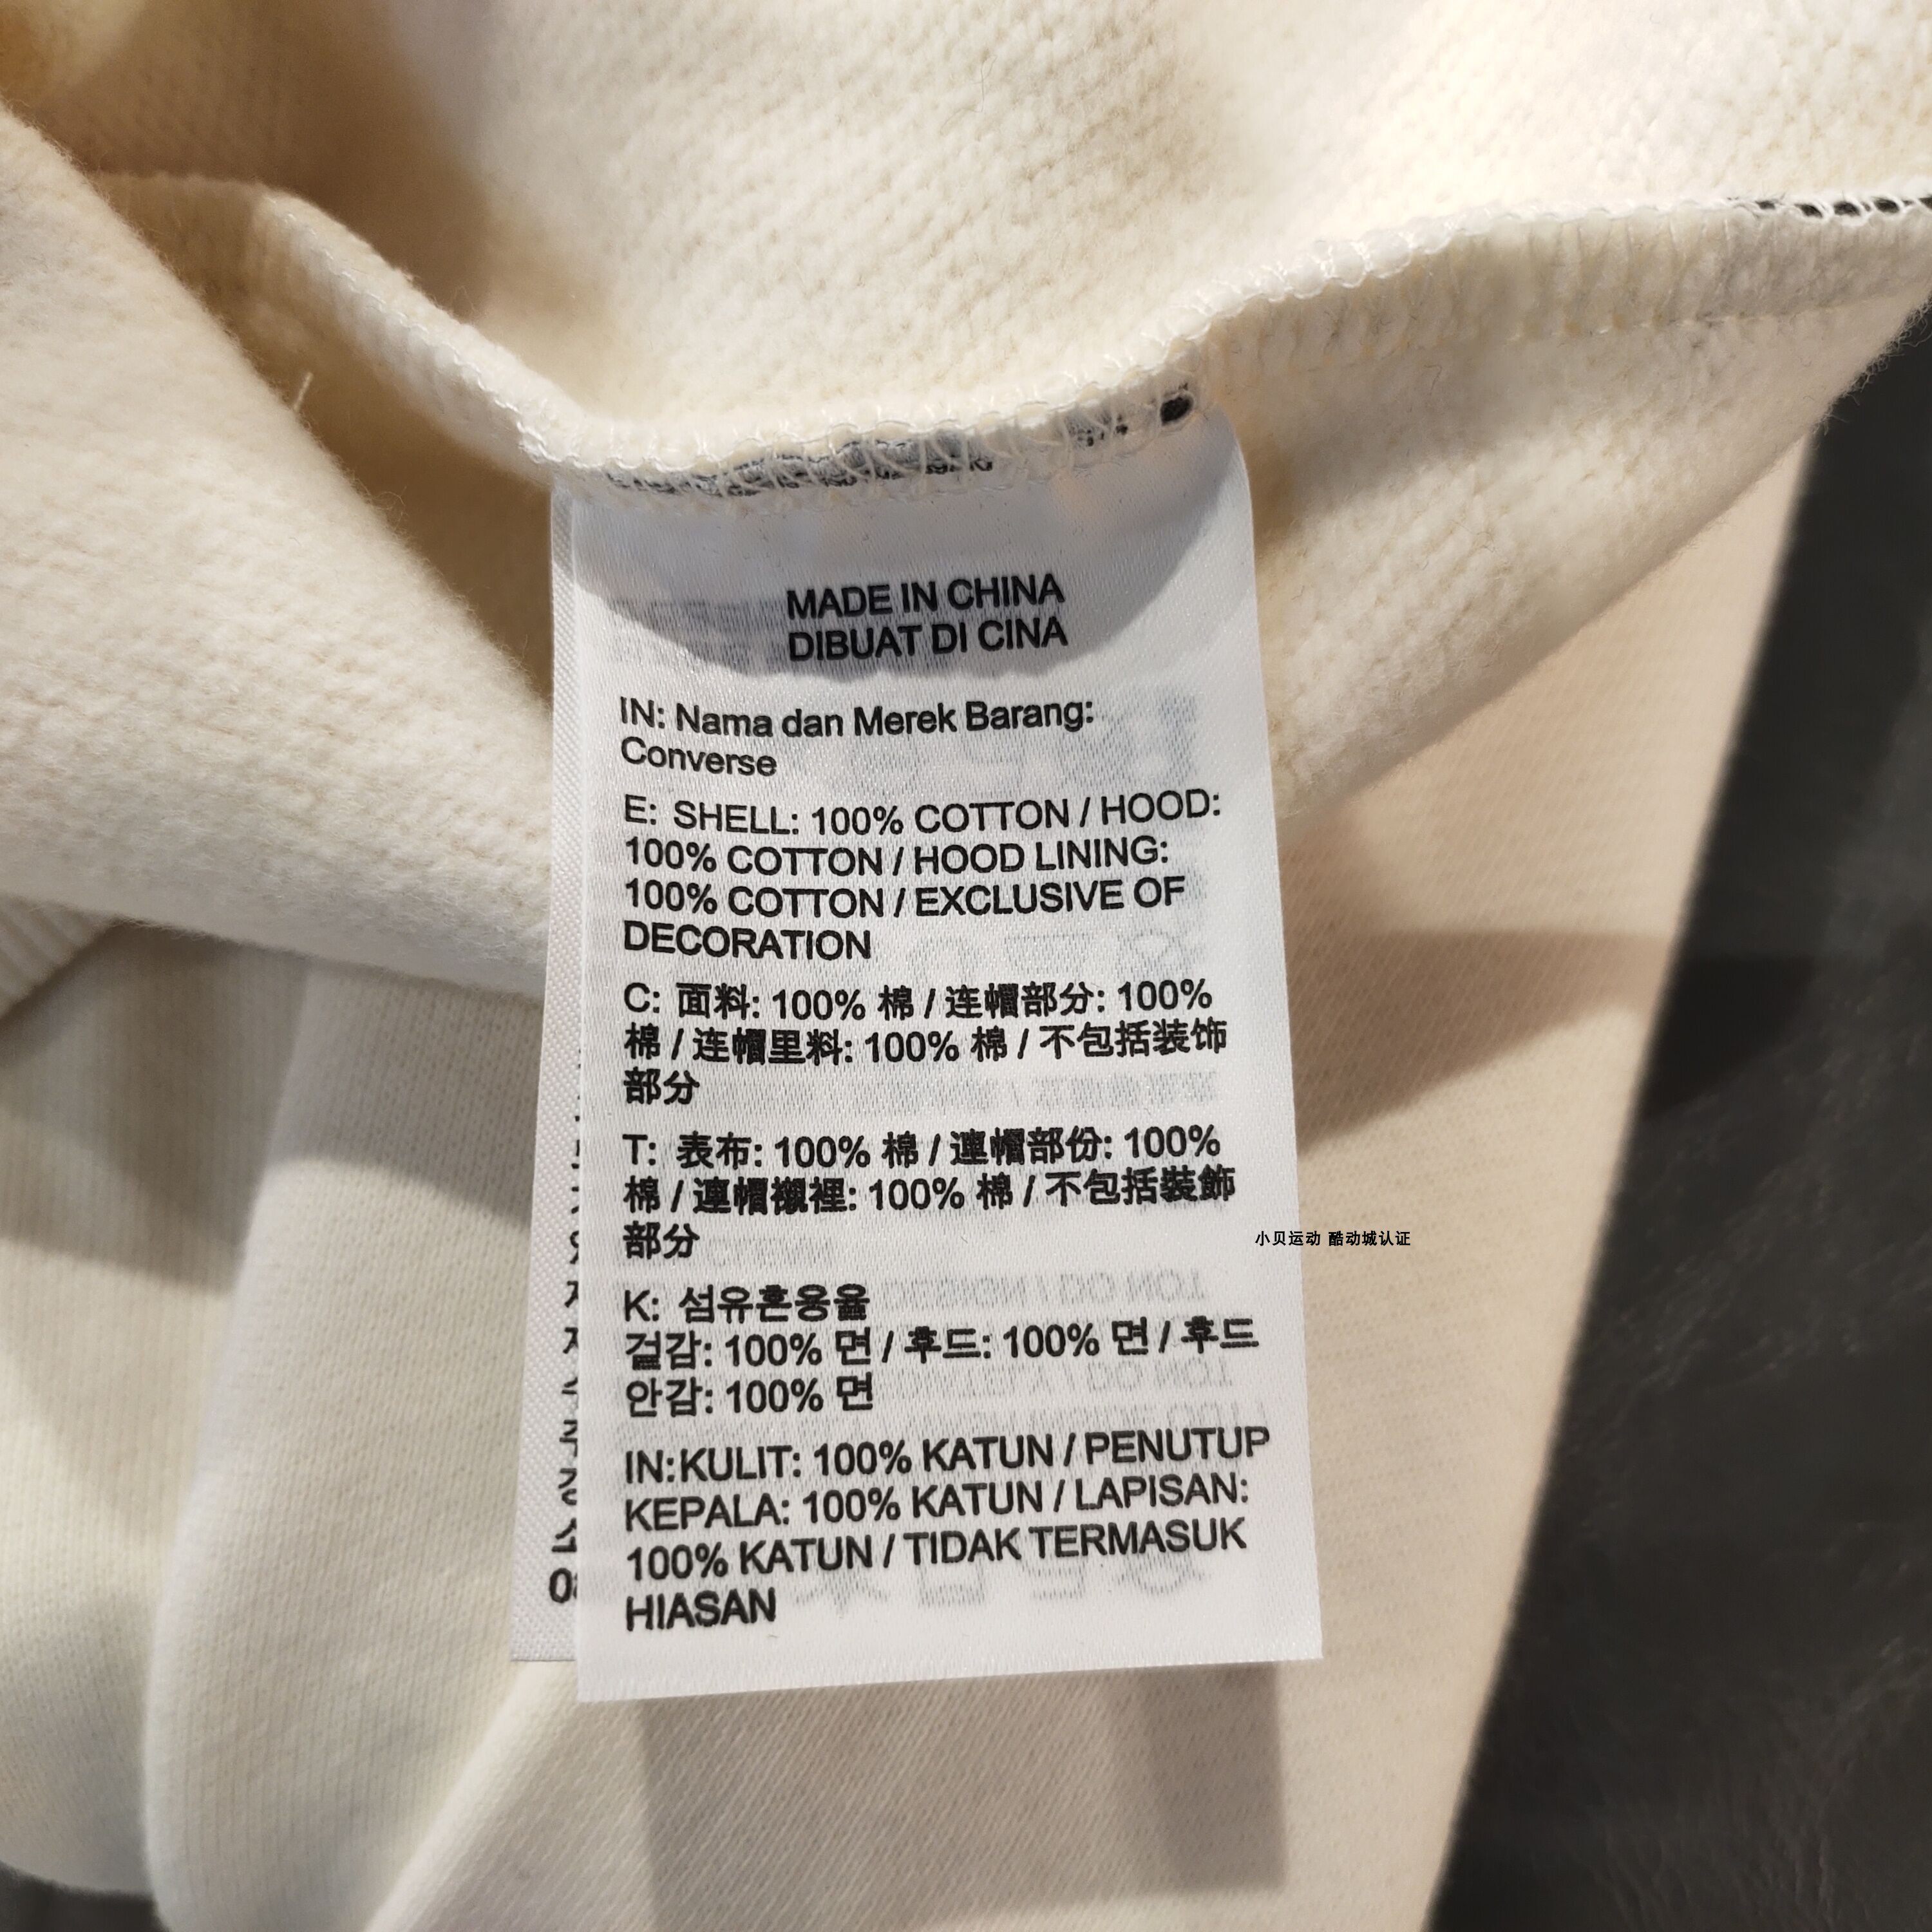 MADE IN CHINA
DIBUAT DI CINA
IN: Nama dan Merek Barang:
Converse
E: SHELL: 100% COTTON / HOOD:
100% COTTON / HOOD LINING:
100% COTTON / EXCLUSIVE OF
DECORATION
C: 面料: 100% 棉 / 连帽部分: 100%
棉 / 连帽里料: 100% 棉 / 不包括装饰
部分
T: 表布: 100% 棉 / 連帽部份: 100%
棉 / 連帽襯裡: 100% 棉 / 不包括裝飾
部分
小贝运动 酷动城认证
K: 섬유혼용율
겉감: 100% 면 / 후드: 100% 면 / 후드
안감: 100% 면
IN:KULIT: 100% KATUN / PENUTUP
KEPALA: 100% KATUN / LAPISAN:
100% KATUN / TIDAK TERMASUK
HIASAN